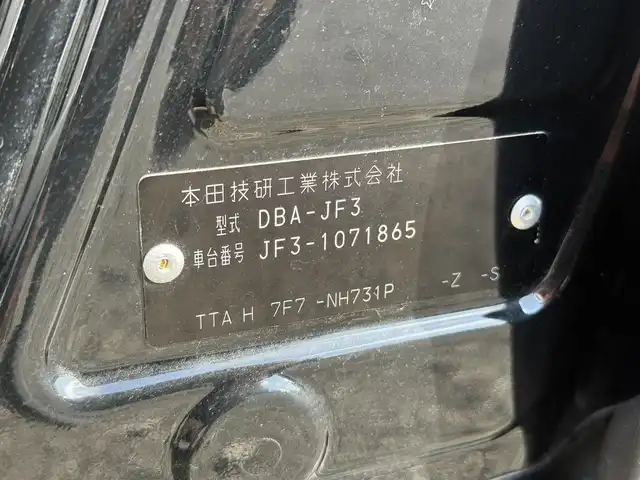 本田技研工業株式会社
型式 DBA-JF3
車台番号 JF3-1071865
TTA H 7F7 -NH731P -Z -S